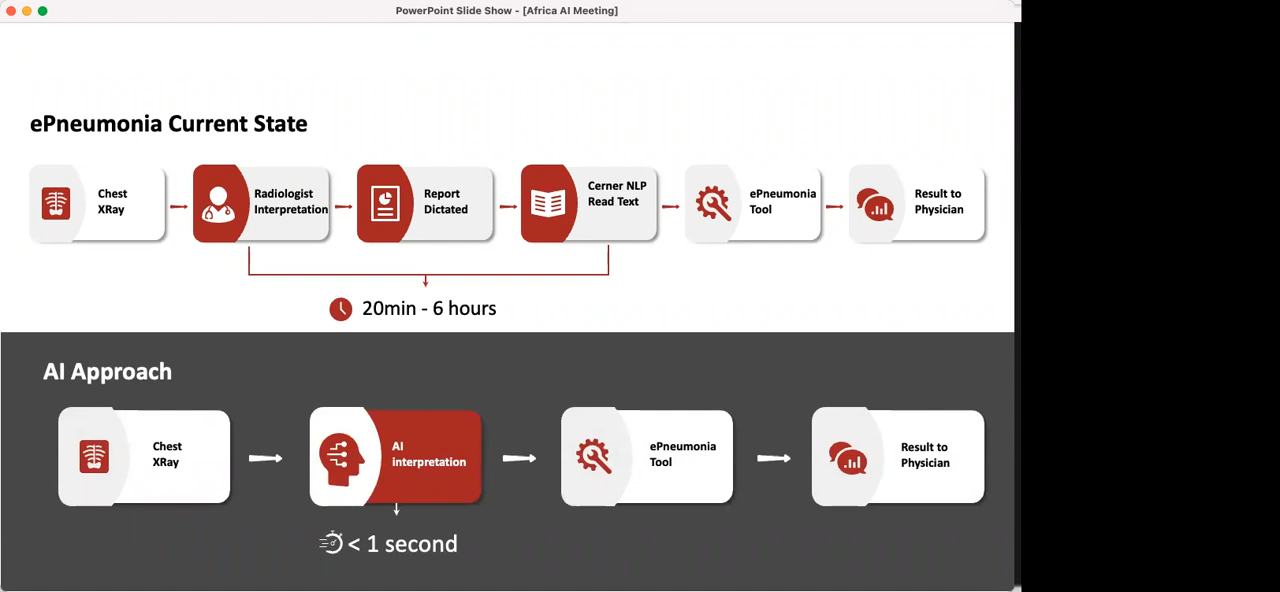 PowerPoint Slide Show - [Africa AI Meeting]
ePneumonia Current State
Chest
XRay
Radiologist
Interpretation
Report
Dictated
Cerner NLP
Read Text
ePneumonia
Tool
Result to
Physician
20min - 6 hours
AI Approach
Chest
XRay
AI
interpretation
ePneumonia
Tool
Result to
Physician
< 1 second